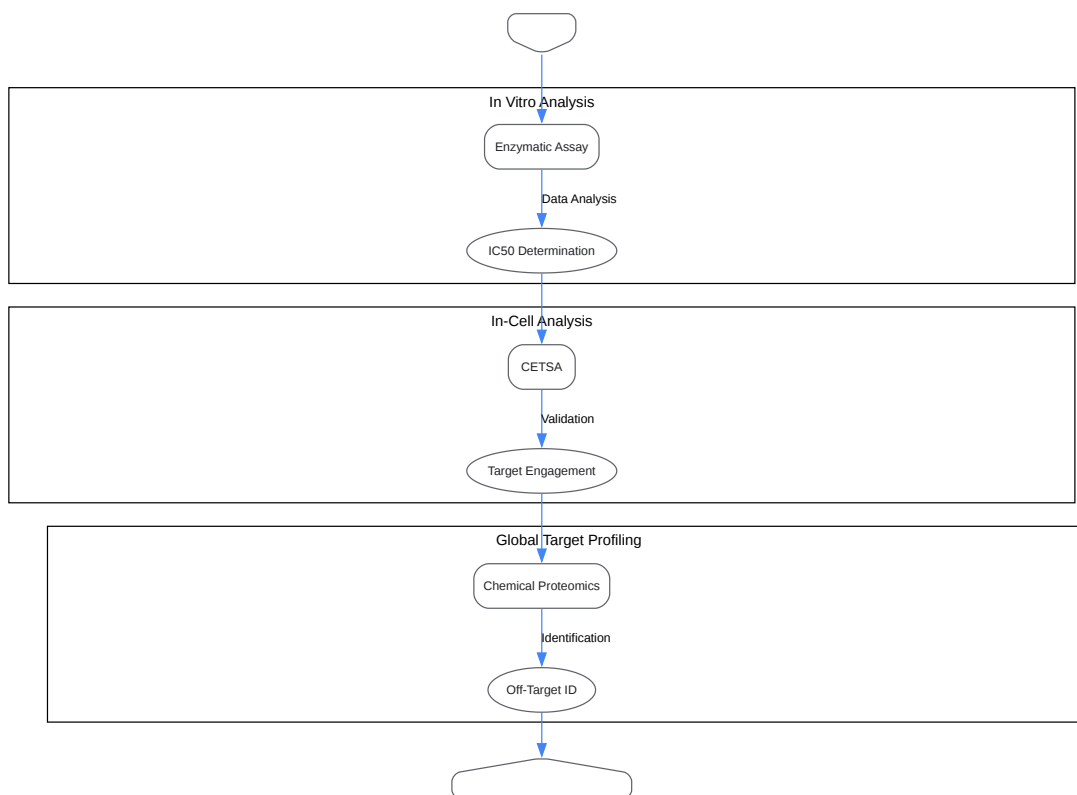 In Vitro Analysis
Enzymatic Assay
Data Analysis
IC50 Determination
In-Cell Analysis
CETSA
Validation
Target Engagement
Global Target Profiling
Chemical Proteomics
Identification
Off-Target ID